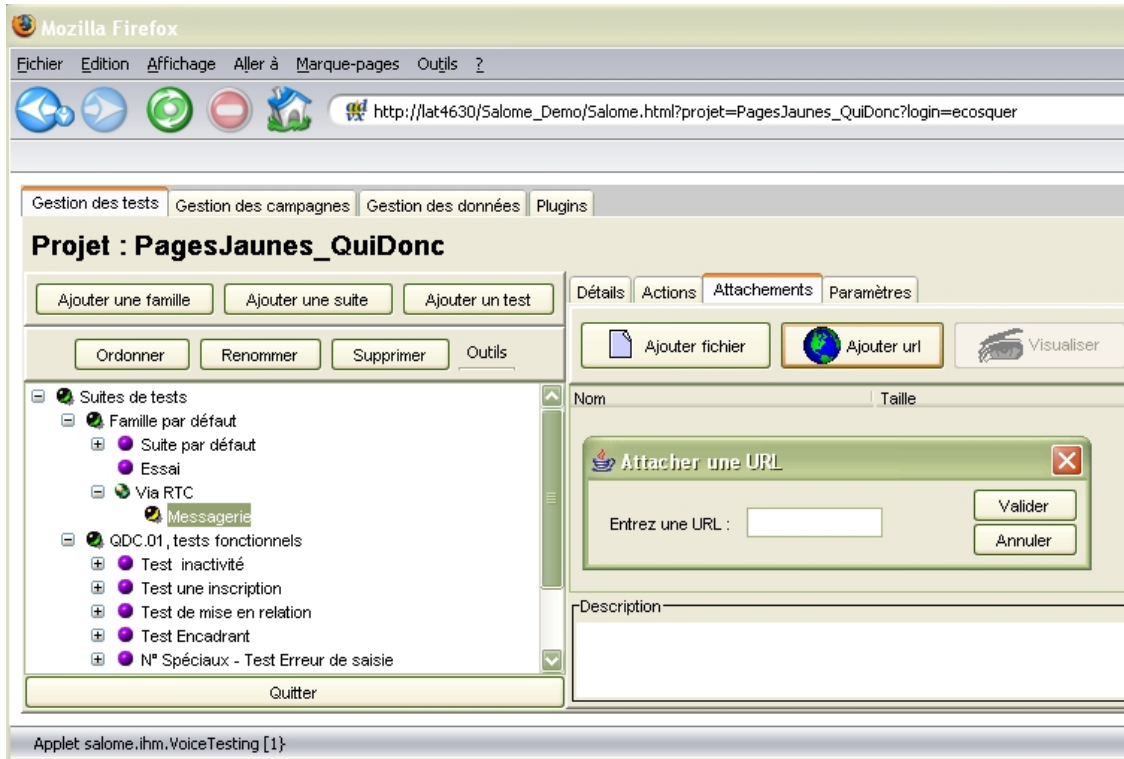 Mozilla Firefox
Fichier Edition Affichage Aller à Marque-pages Outils ?
http://lat4630/Salome_Demo/Salome.html?projet=PagesJaunes_QuiDonc?login=ecosquer
Gestion des tests Gestion des campagnes Gestion des données Plugins
Projet : PagesJaunes_QuiDonc
Ajouter une famille Ajouter une suite Ajouter un test
Ordonner Renommer Supprimer Outils
Suites de tests
Famille par défaut
Suite par défaut
Essai
Via RTC
Messagerie
QDC.01, tests fonctionnels
Test inactivité
Test une inscription
Test de mise en relation
Test Encadrant
N° Spéciaux - Test Erreur de saisie
Quitter
Détails Actions Attachements Paramètres
Ajouter fichier Ajouter url Visualiser
Nom Taille
Attacher une URL
Entrez une URL :
Valider
Annuler
Description
Applet salome.ihm.VoiceTesting [1}